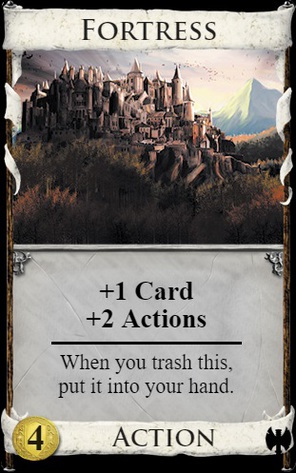 Fortress
+1 Card
+2 Actions
When you trash this,
put it into your hand.
4
Action